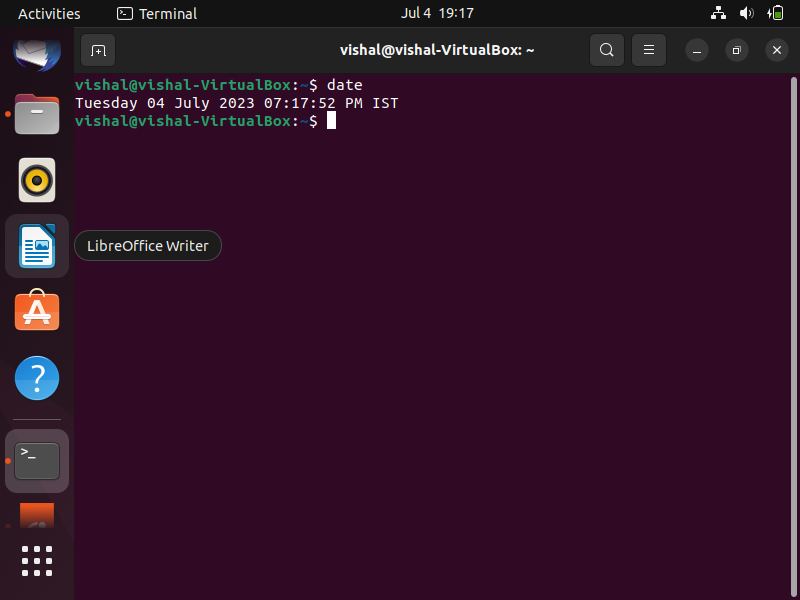 Activities Terminal Jul 4 19:17
vishal@vishal-VirtualBox: ~
vishal@vishal-VirtualBox:~$ date
Tuesday 04 July 2023 07:17:52 PM IST
vishal@vishal-VirtualBox:~$
LibreOffice Writer